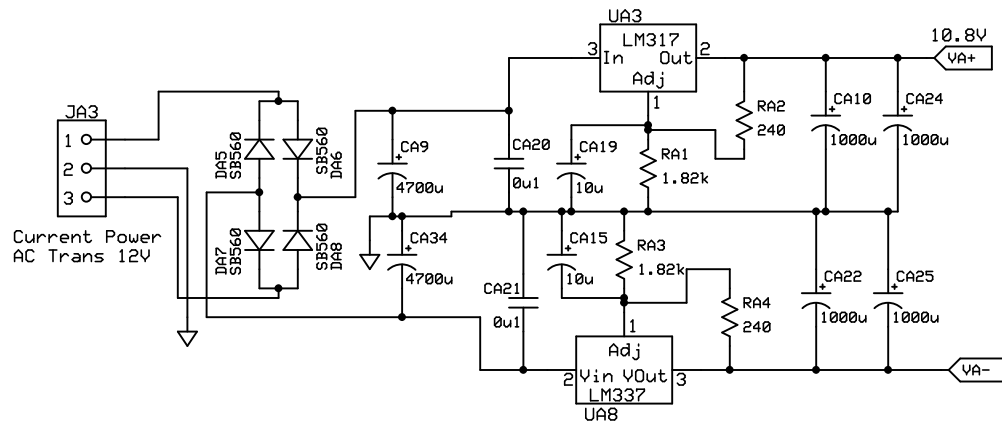 UA3
LM317
3
In
Out
2
Adj
1
10.8V
VA+
JA3
1
2
3
Current Power
AC Trans 12V
DA5
SB560
SB560
DA6
DA7
SB560
SB560
DA8
CA9
4700u
CA34
4700u
CA20
0u1
CA19
10u
RA1
1.82k
RA2
240
CA10
1000u
CA24
1000u
CA21
0u1
CA15
10u
RA3
1.82k
RA4
240
CA22
1000u
CA25
1000u
1
Adj
2
Vin VOut
3
LM337
UA8
VA-